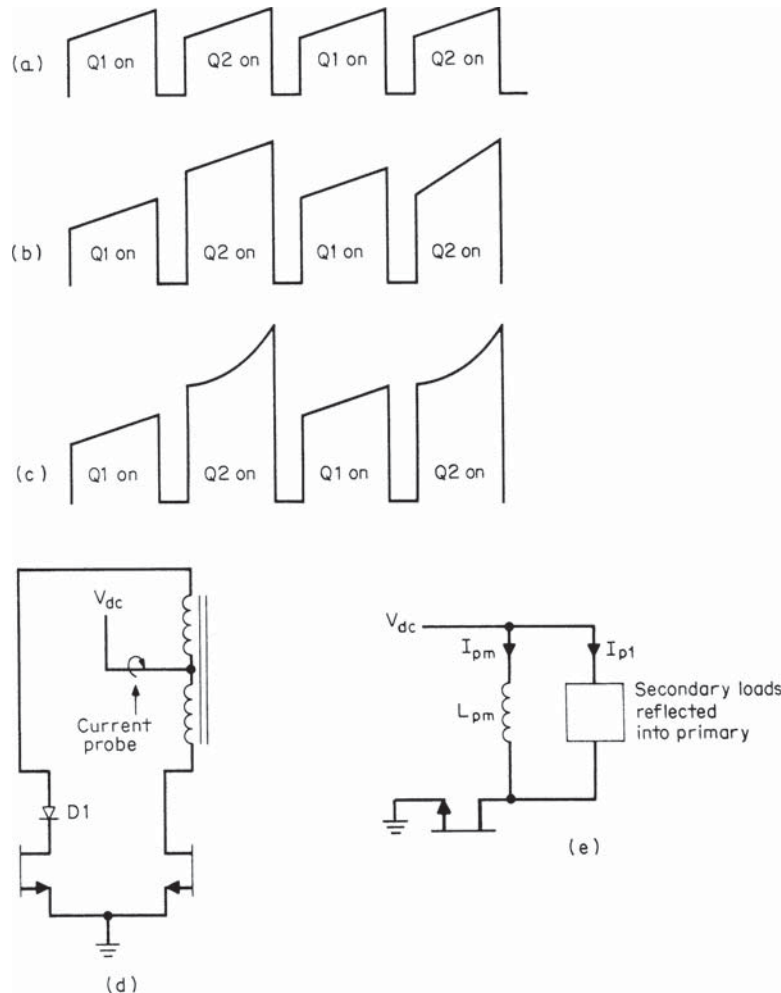 (a) Q1 on Q2 on Q1 on Q2 on
(b) Q1 on Q2 on Q1 on Q2 on
(c) Q1 on Q2 on Q1 on Q2 on
Vdc
Current
probe
D1
(d)
Vdc
Ipm
Ip1
Lpm
Secondary loads
reflected
into primary
(e)